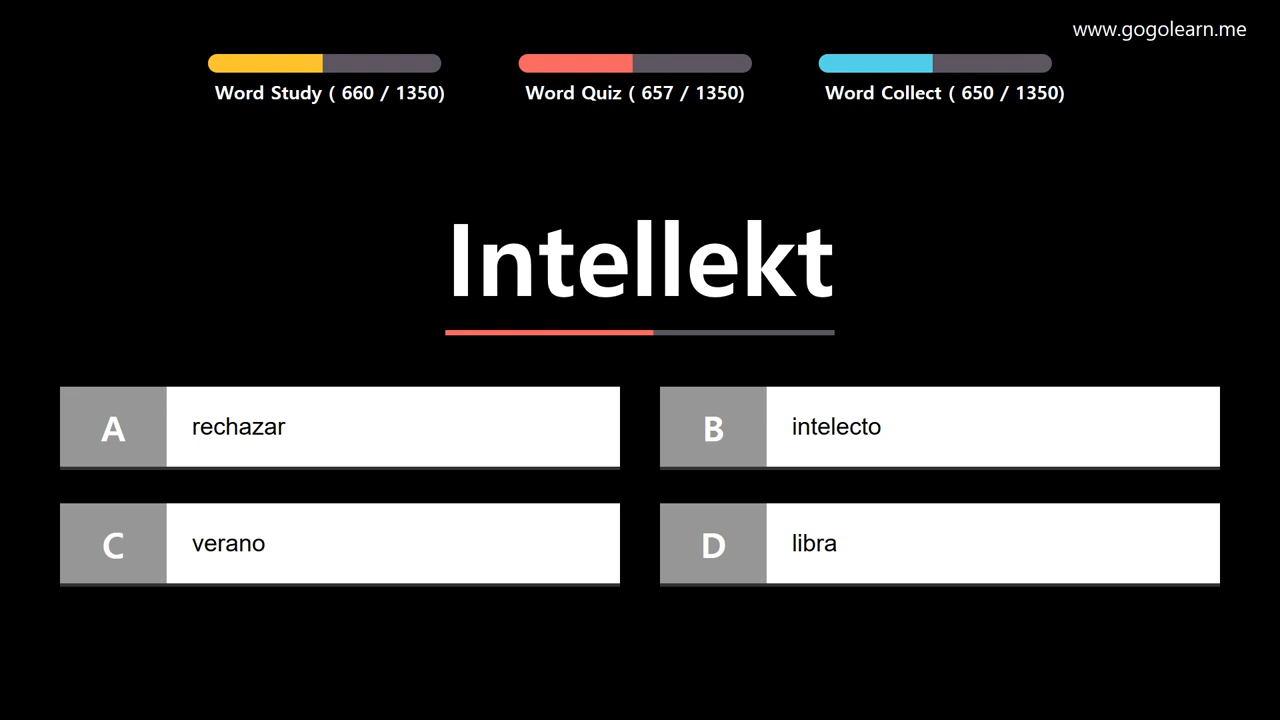 www.gogolearn.me
Word Study ( 660 / 1350)
Word Quiz ( 657 / 1350)
Word Collect ( 650 / 1350)
Intellekt
A rechazar
B intelecto
C verano
D libra